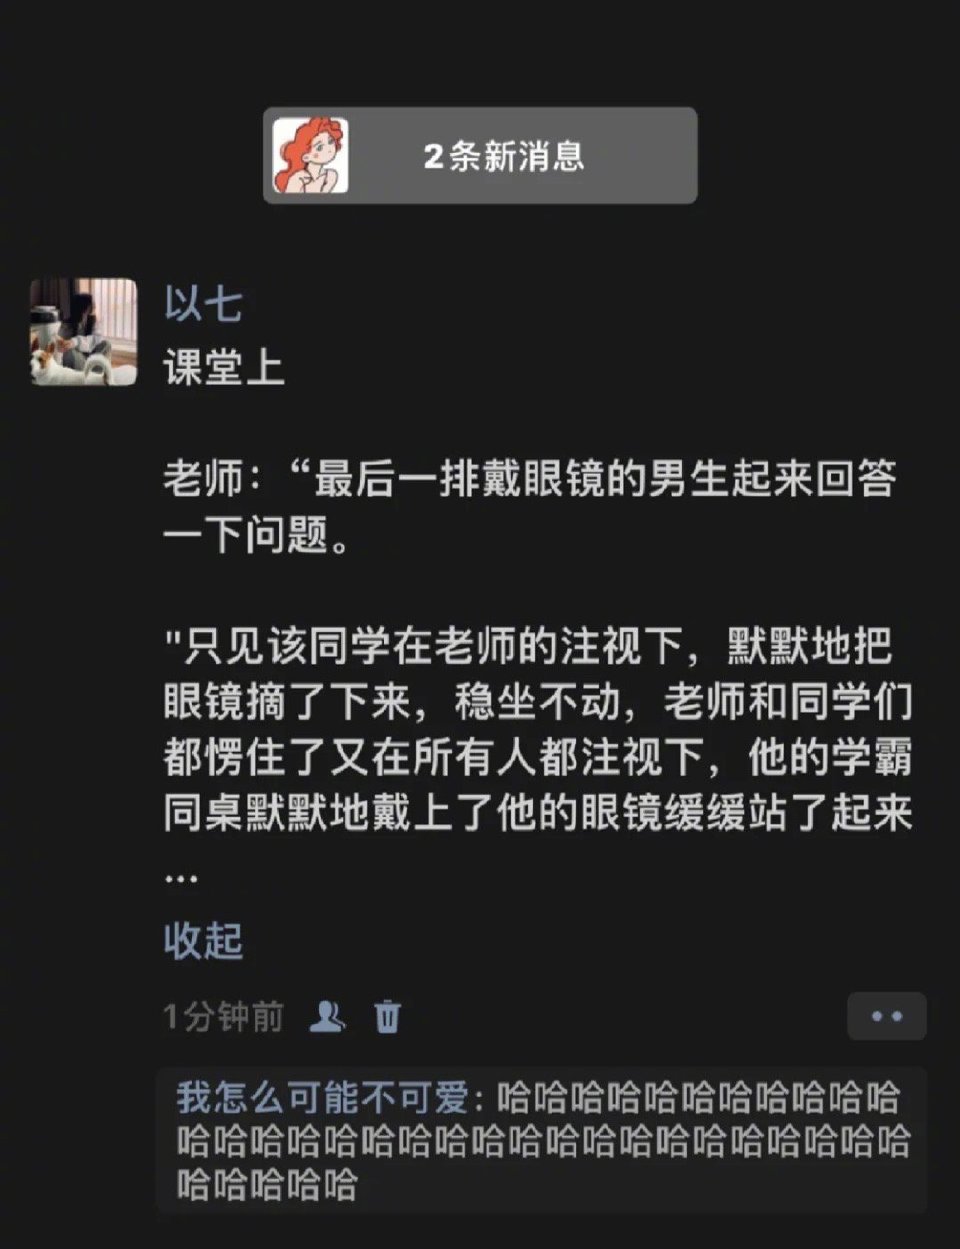 2条新消息
以七
课堂上
老师：“最后一排戴眼镜的男生起来回答
一下问题。
"只见该同学在老师的注视下，默默地把
眼镜摘了下来，稳坐不动，老师和同学们
都愣住了又在所有人都注视下，他的学霸
同桌默默地戴上了他的眼镜缓缓站了起来
...
收起
1分钟前
我怎么可能不可爱：哈哈哈哈哈哈哈哈哈哈哈
哈哈哈哈哈哈哈哈哈哈哈哈哈哈哈哈哈哈哈哈
哈哈哈哈哈